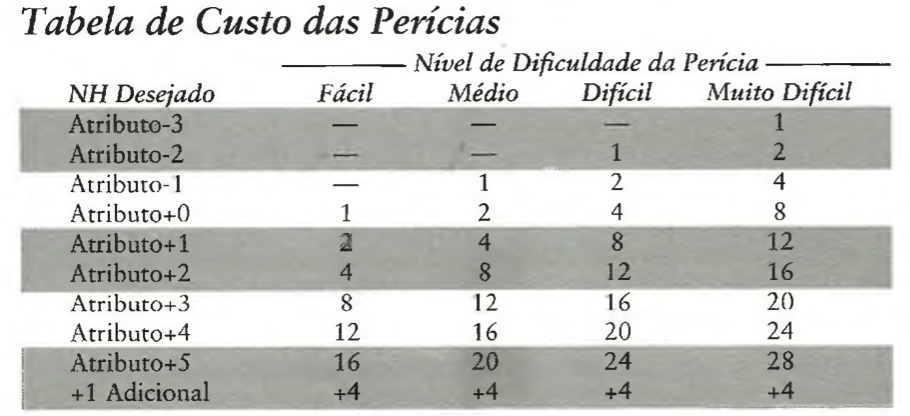 Tabela de Custo das Perícias
Nível de Dificuldade da Perícia
NH Desejado Fácil Médio Difícil Muito Difícil
Atributo-3 — — — 1
Atributo-2 — — 1 2
Atributo-1 — 1 2 4
Atributo+0 1 2 4 8
Atributo+1 2 4 8 12
Atributo+2 4 8 12 16
Atributo+3 8 12 16 20
Atributo+4 12 16 20 24
Atributo+5 16 20 24 28
+1 Adicional +4 +4 +4 +4